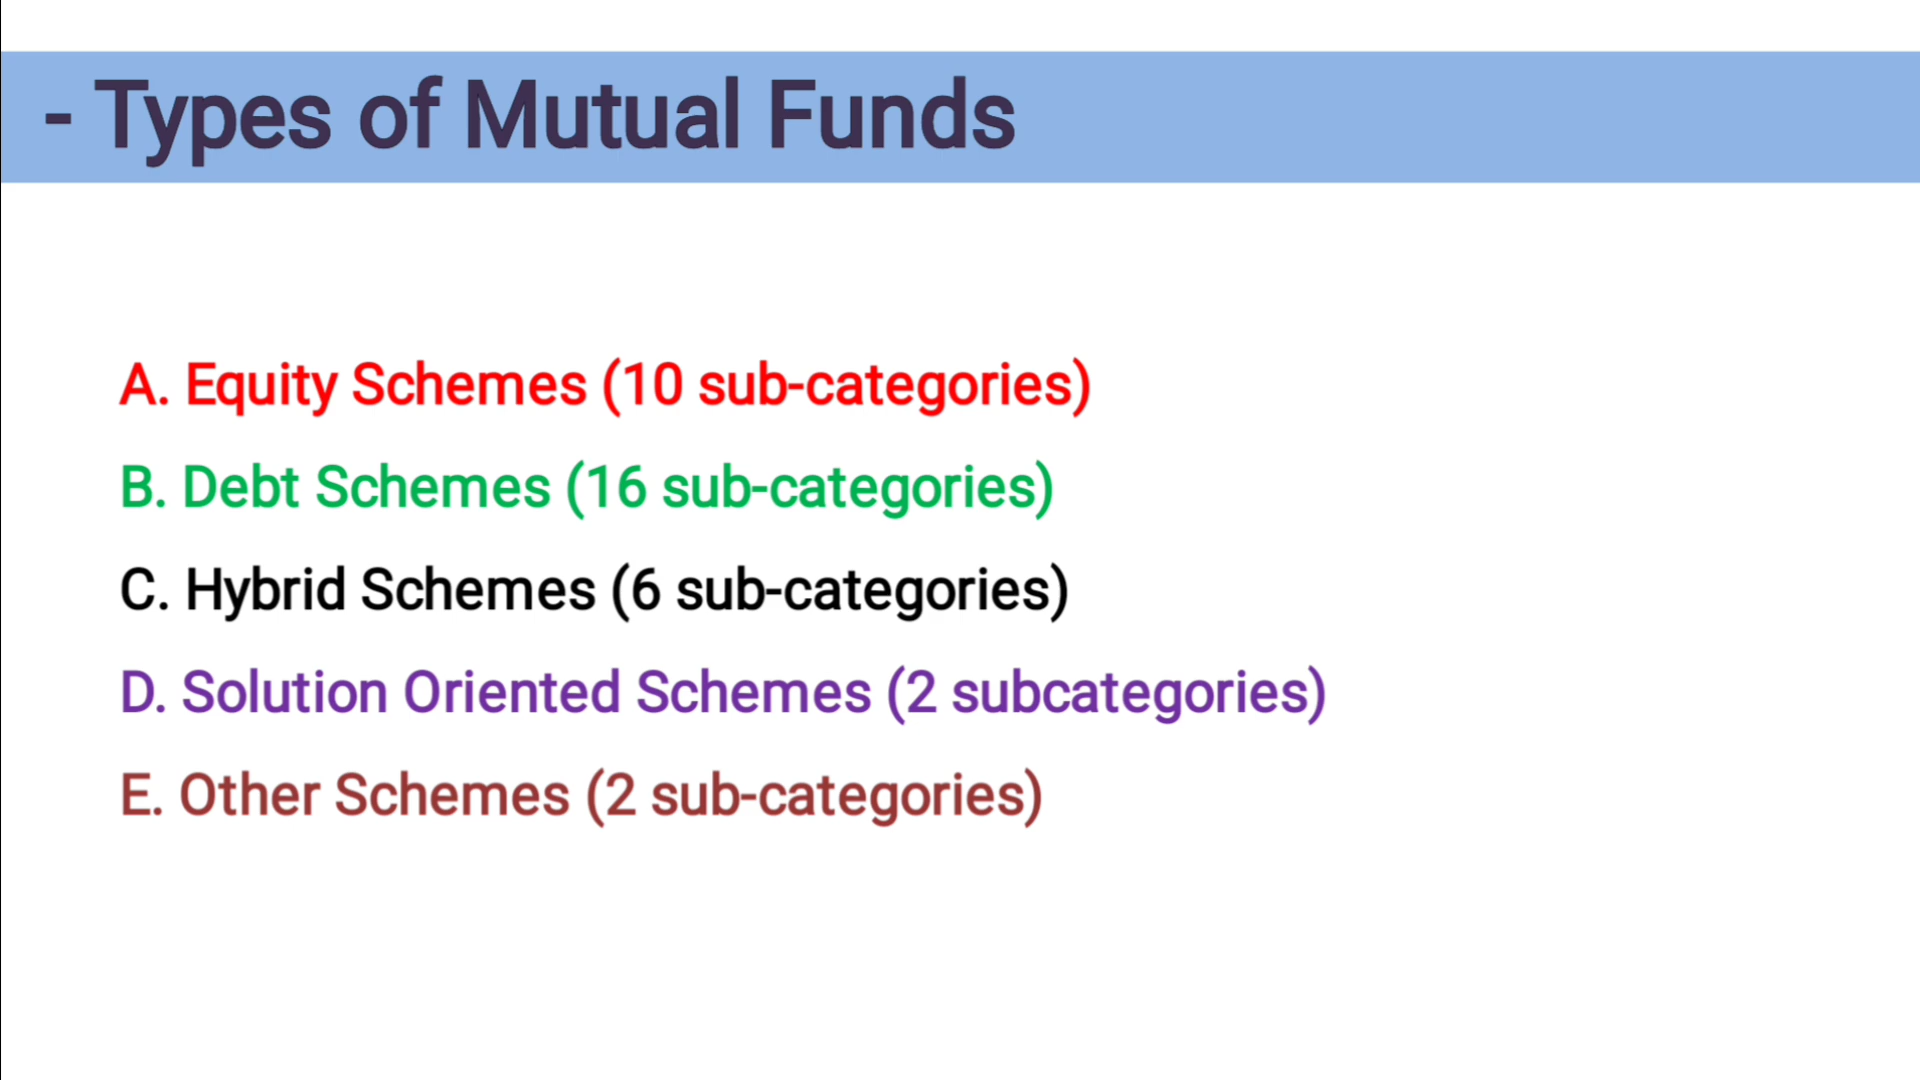 - Types of Mutual Funds
A. Equity Schemes (10 sub-categories)
B. Debt Schemes (16 sub-categories)
C. Hybrid Schemes (6 sub-categories)
D. Solution Oriented Schemes (2 subcategories)
E. Other Schemes (2 sub-categories)